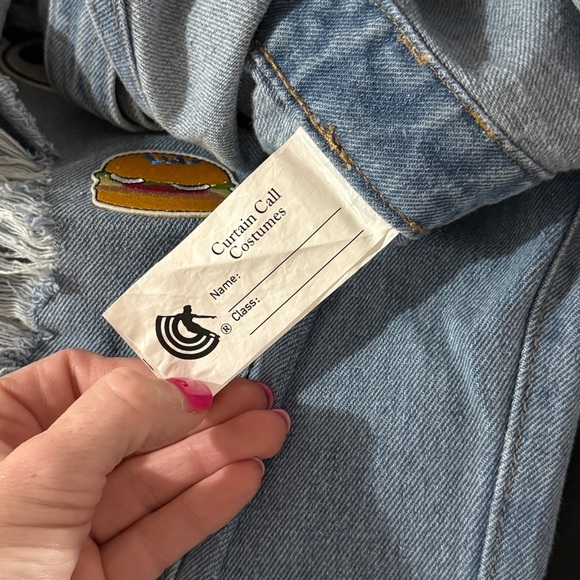 Curtain Call
Costumes
Name:
Class:
®